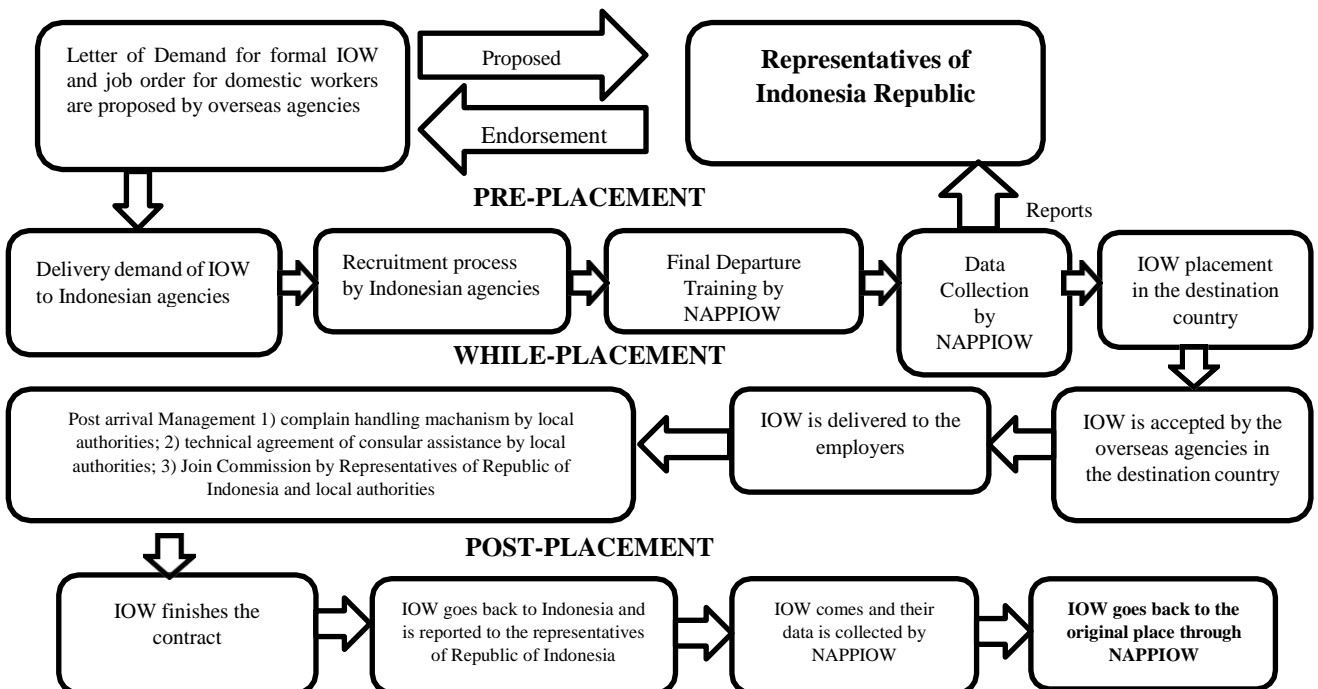 Letter of Demand for formal IOW
and job order for domestic workers
are proposed by overseas agencies
Proposed
Endorsement
Representatives of
Indonesia Republic
PRE-PLACEMENT
Reports
Delivery demand of IOW
to Indonesian agencies
Recruitment process
by Indonesian agencies
Final Departure
Training by
NAPPIOW
Data
Collection
by
NAPPIOW
IOW placement
in the destination
country
WHILE-PLACEMENT
Post arrival Management 1) complain handling machanism by local
authorities; 2) technical agreement of consular assistance by local
authorities; 3) Join Commission by Representatives of Republic of
Indonesia and local authorities
IOW is delivered to the
employers
IOW is accepted by the
overseas agencies in
the destination country
POST-PLACEMENT
IOW finishes the
contract
IOW goes back to Indonesia and
is reported to the representatives
of Republic of Indonesia
IOW comes and their
data is collected by
NAPPIOW
IOW goes back to the
original place through
NAPPIOW